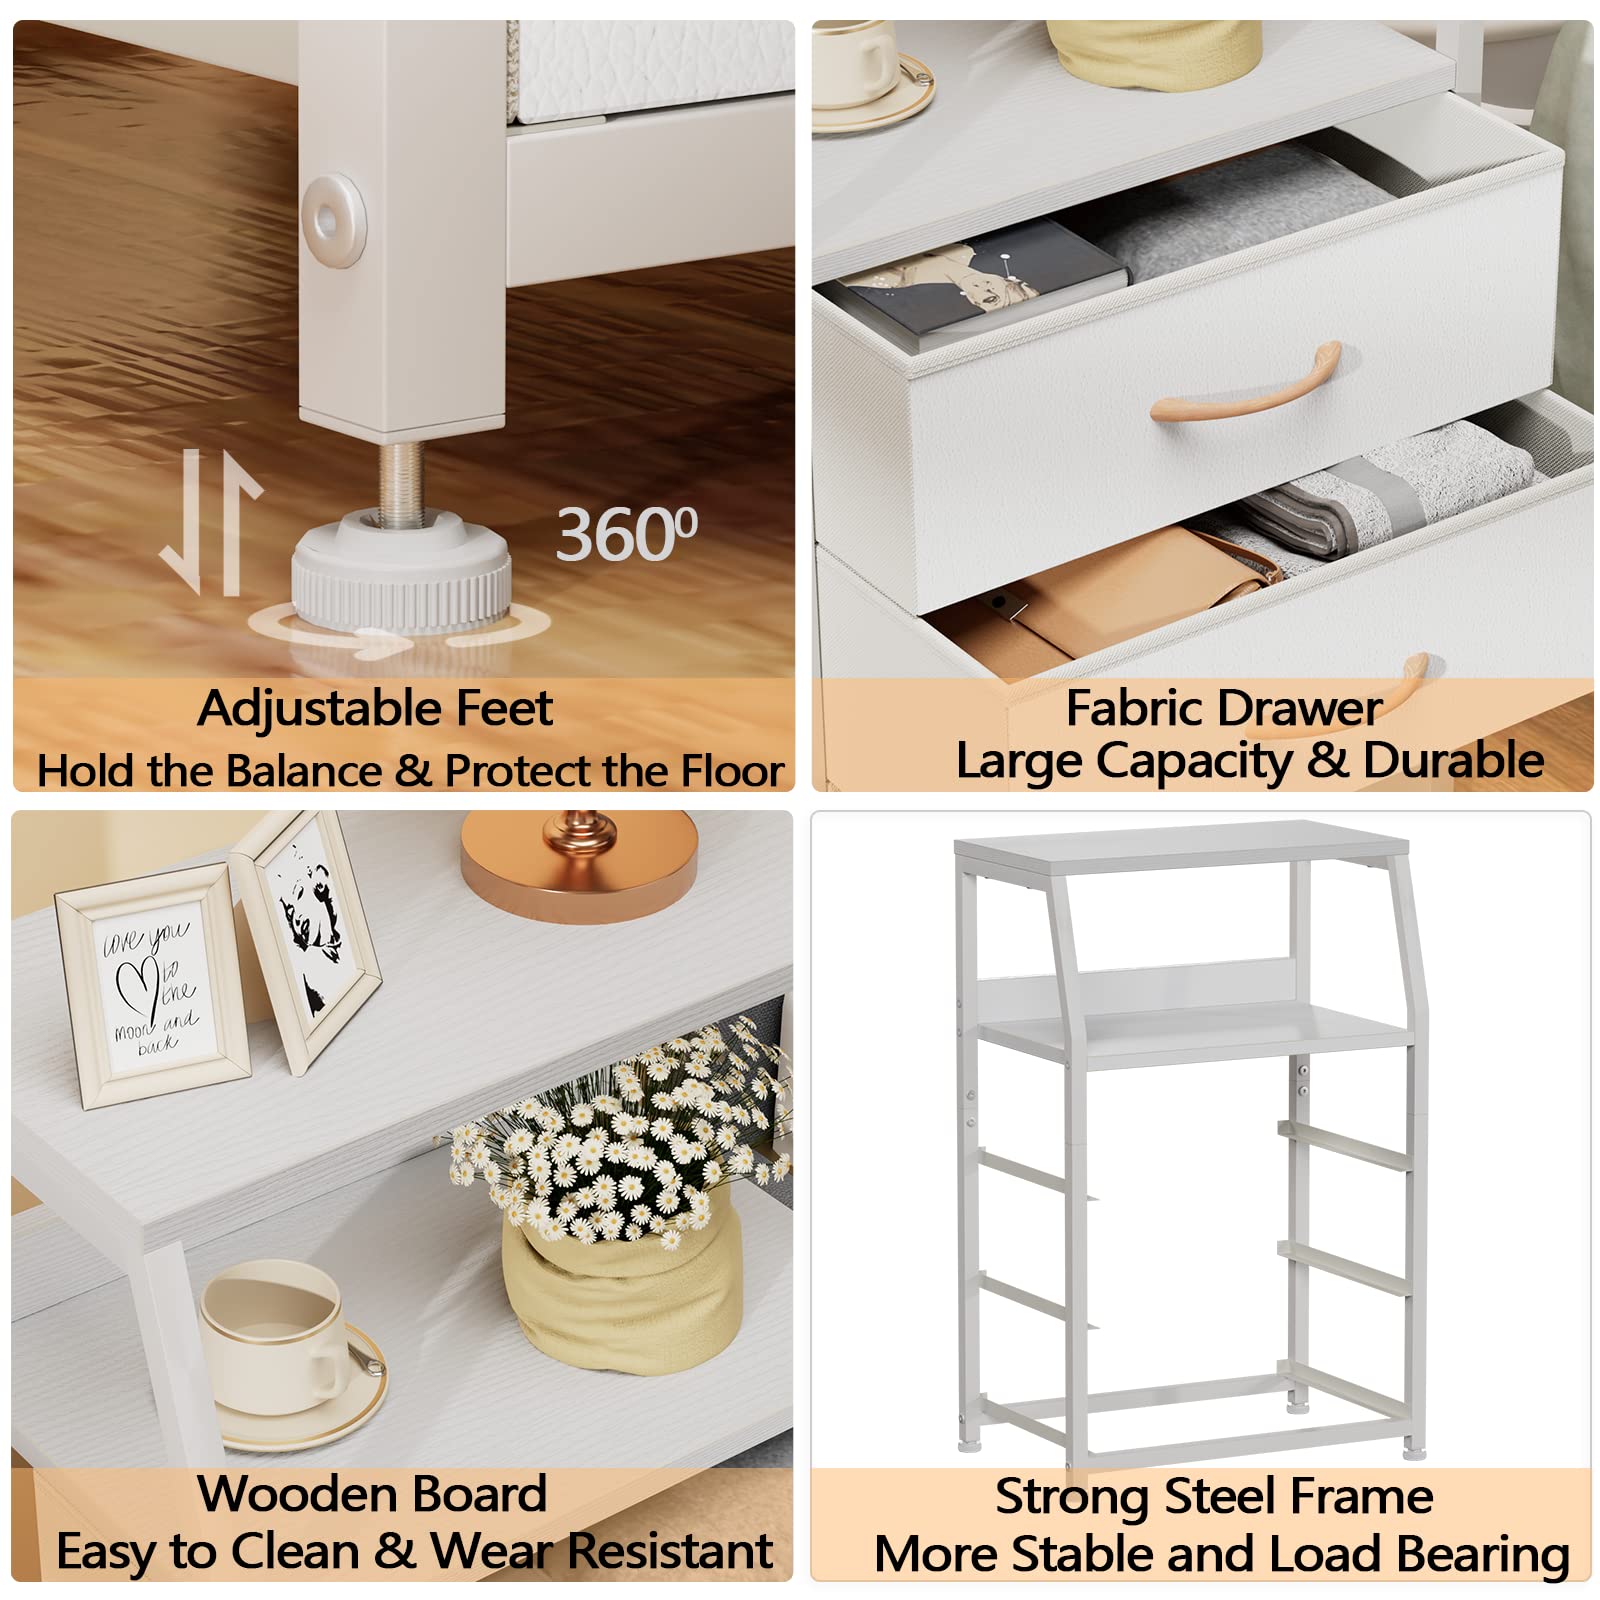 360⁰
Adjustable Feet
Hold the Balance & Protect the Floor
Fabric Drawer
Large Capacity & Durable
love you
to
the
moon and
back
Wooden Board
Easy to Clean & Wear Resistant
Strong Steel Frame
More Stable and Load Bearing